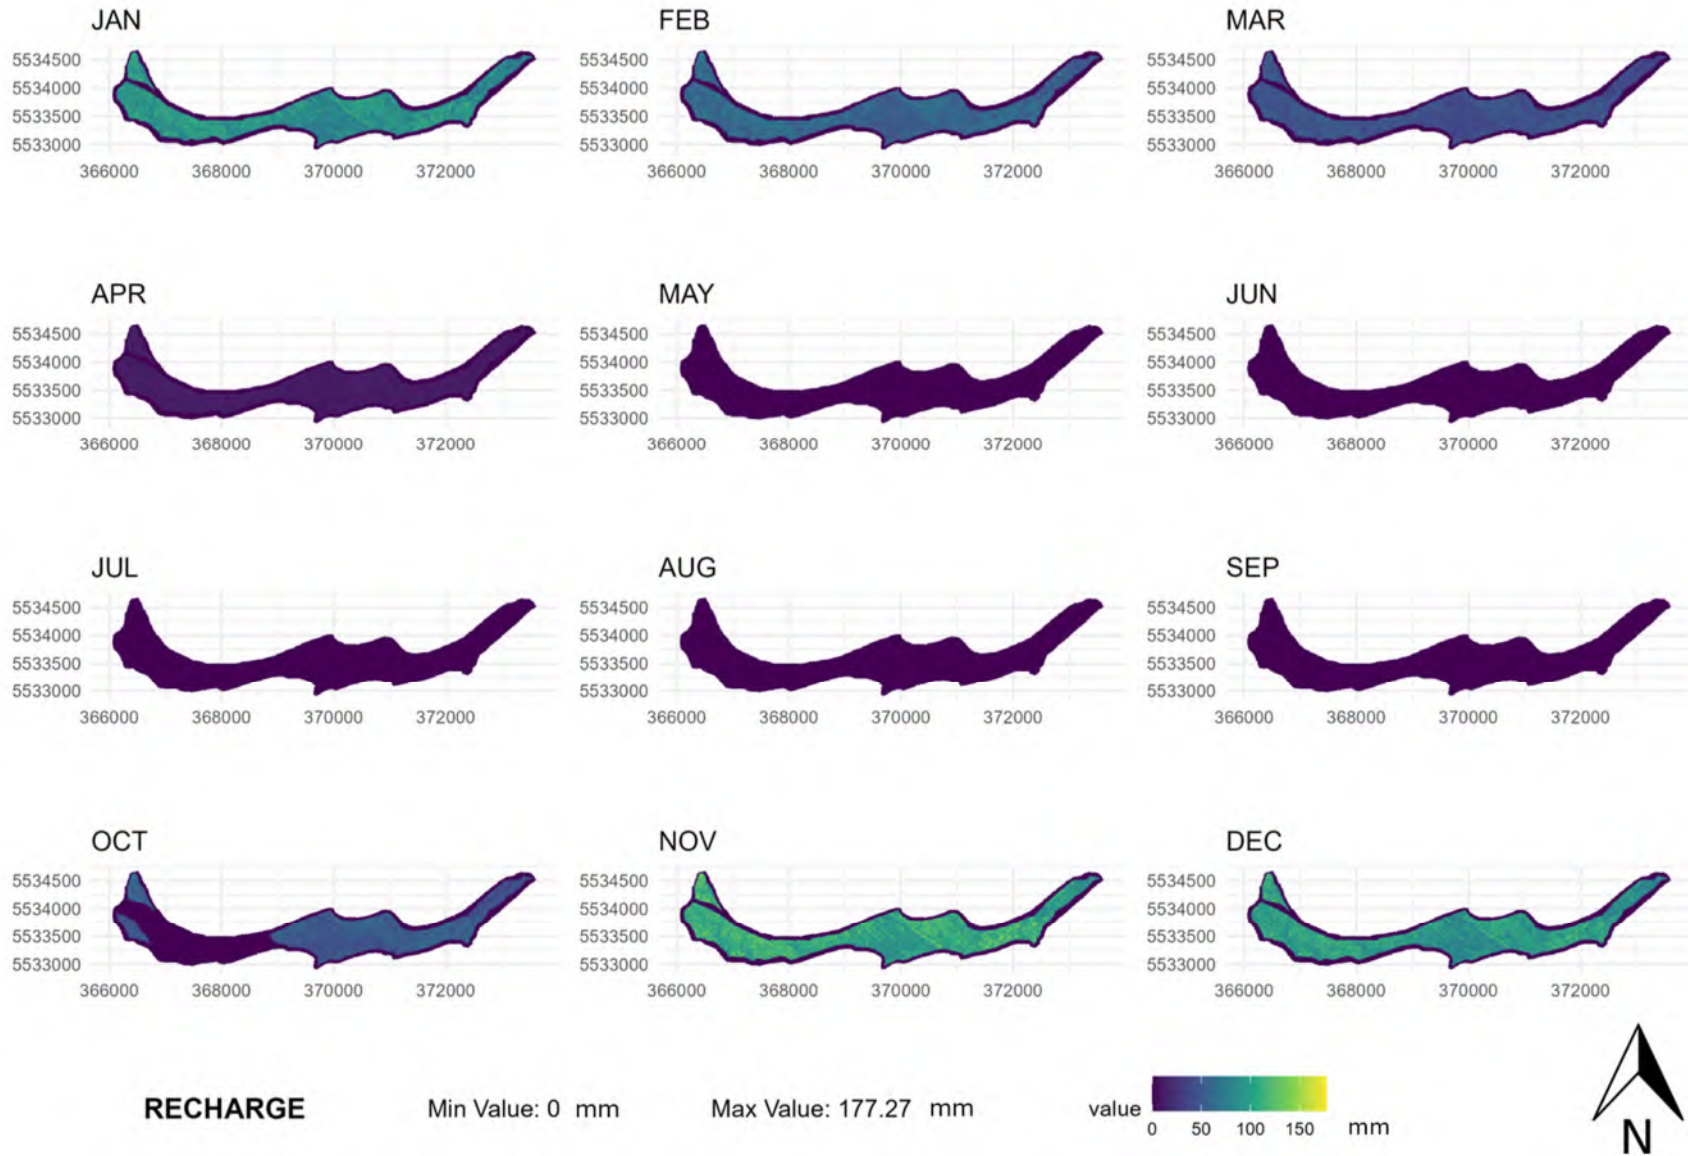 JAN FEB MAR
5534500 5534500 5534500
5534000 5534000 5534000
5533500 5533500 5533500
5533000 5533000 5533000
366000 368000 370000 372000 366000 368000 370000 372000 366000 368000 370000 372000
APR MAY JUN
5534500 5534500 5534500
5534000 5534000 5534000
5533500 5533500 5533500
5533000 5533000 5533000
366000 368000 370000 372000 366000 368000 370000 372000 366000 368000 370000 372000
JUL AUG SEP
5534500 5534500 5534500
5534000 5534000 5534000
5533500 5533500 5533500
5533000 5533000 5533000
366000 368000 370000 372000 366000 368000 370000 372000 366000 368000 370000 372000
OCT NOV DEC
5534500 5534500 5534500
5534000 5534000 5534000
5533500 5533500 5533500
5533000 5533000 5533000
366000 368000 370000 372000 366000 368000 370000 372000 366000 368000 370000 372000
RECHARGE Min Value: 0 mm Max Value: 177.27 mm value
0 50 100 150 mm
N